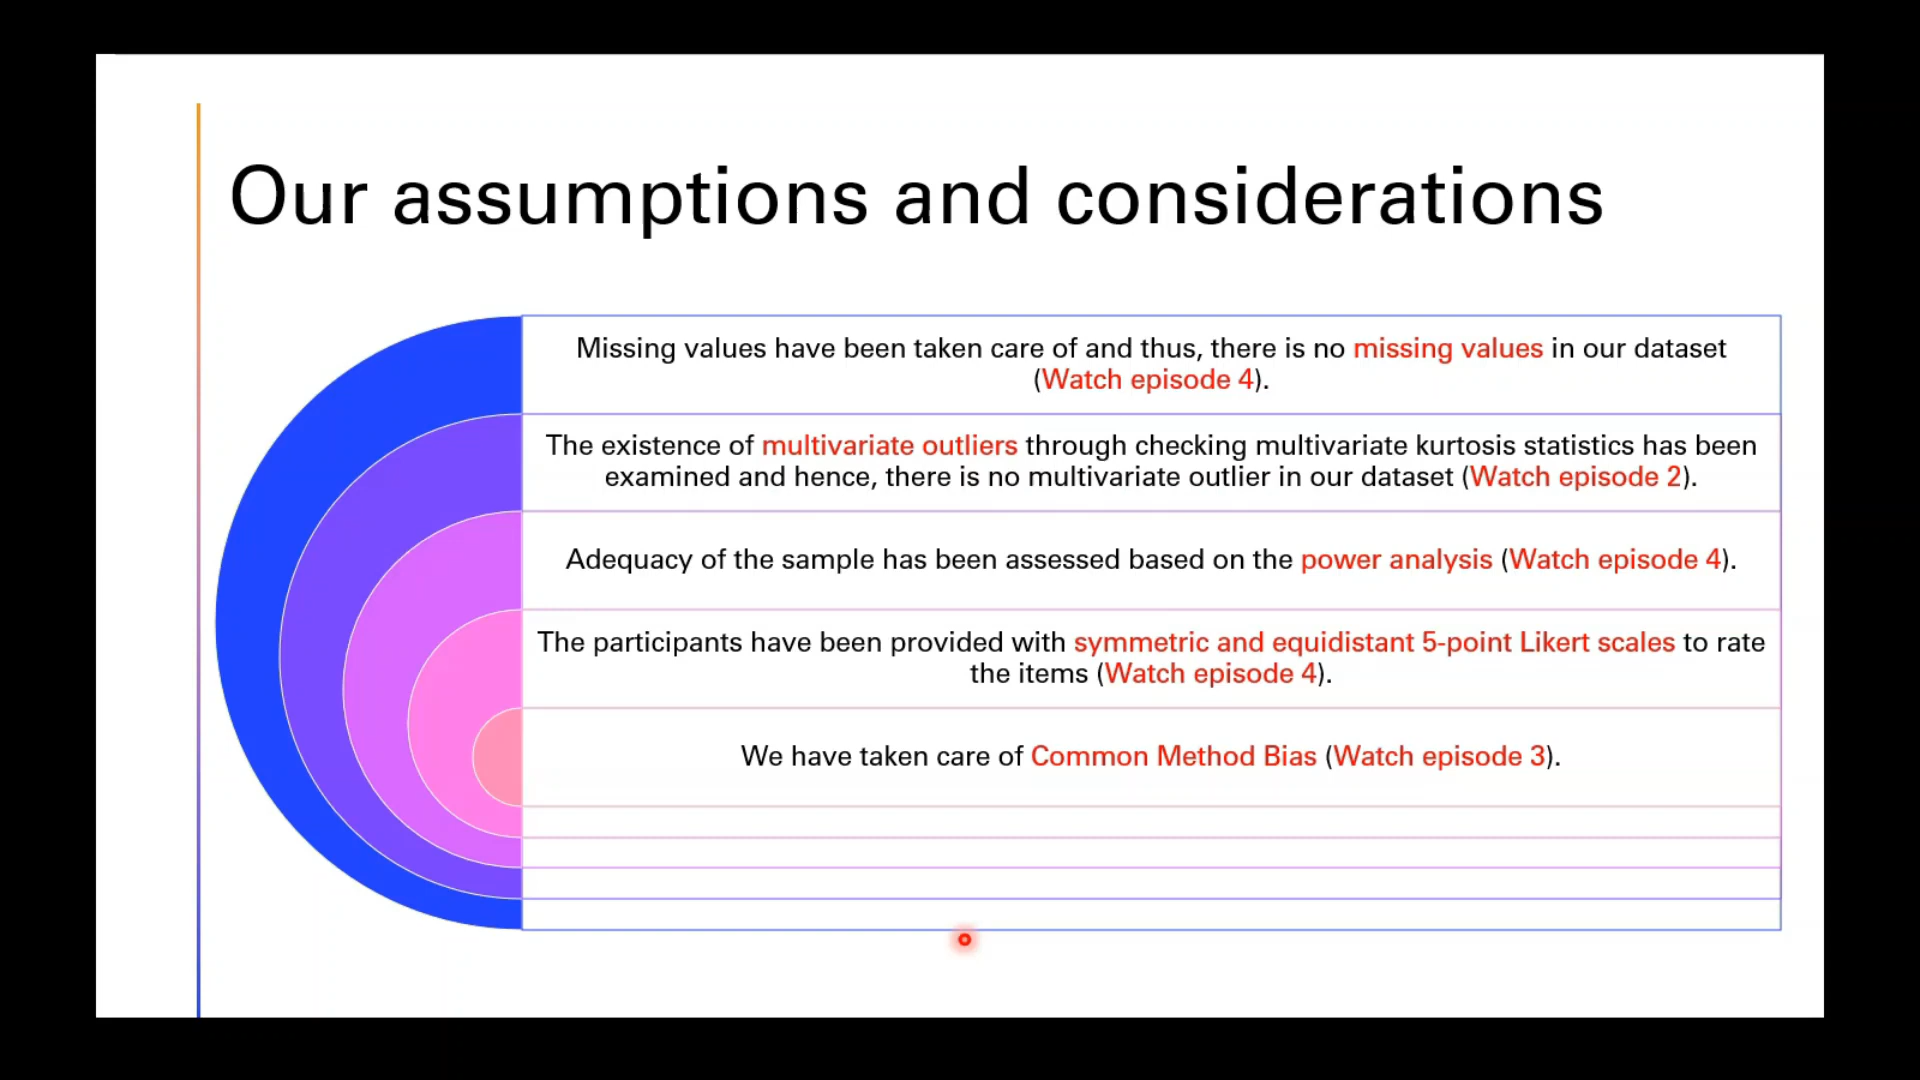 Our assumptions and considerations
Missing values have been taken care of and thus, there is no missing values in our dataset
(Watch episode 4).
The existence of multivariate outliers through checking multivariate kurtosis statistics has been
examined and hence, there is no multivariate outlier in our dataset (Watch episode 2).
Adequacy of the sample has been assessed based on the power analysis (Watch episode 4).
The participants have been provided with symmetric and equidistant 5-point Likert scales to rate
the items (Watch episode 4).
We have taken care of Common Method Bias (Watch episode 3).